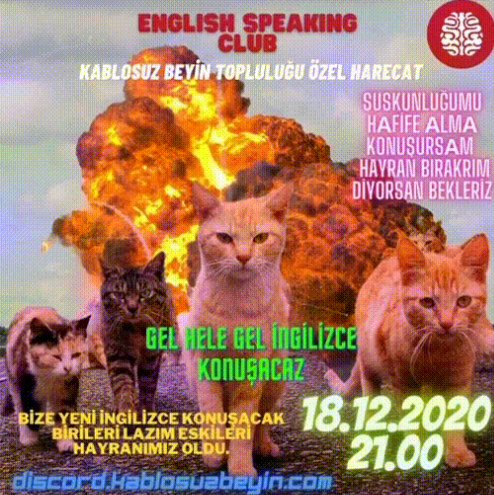 ENGLISH SPEAKING
CLUB
KABLOSUZ BEYİN TOPLULUĞU ÖZEL HARECAT
SUSKUNLUĞUMU
HAFİFE ALMA
KONUŞURSAM
HAYRAN BIRAKRIM
DİYORSAN BEKLERİZ
GEL HELE GEL İNGİLİZCE
KONUŞACAZ
BİZE YENİ İNGİLİZCE KONUŞACAK
BİRİLERİ LAZIM ESKİLERİ
HAYRANIMIZ OLDU.
18.12.2020
21.00
discord.kablosuzbeyin.com